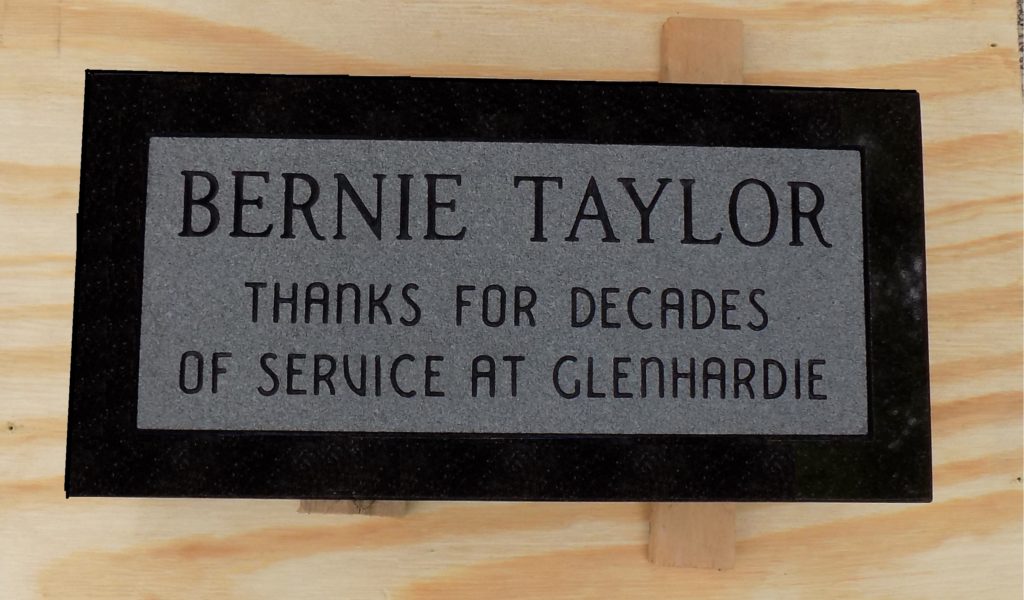 BERNIE TAYLOR
THANKS FOR DECADES
OF SERVICE AT GLENHARDIE